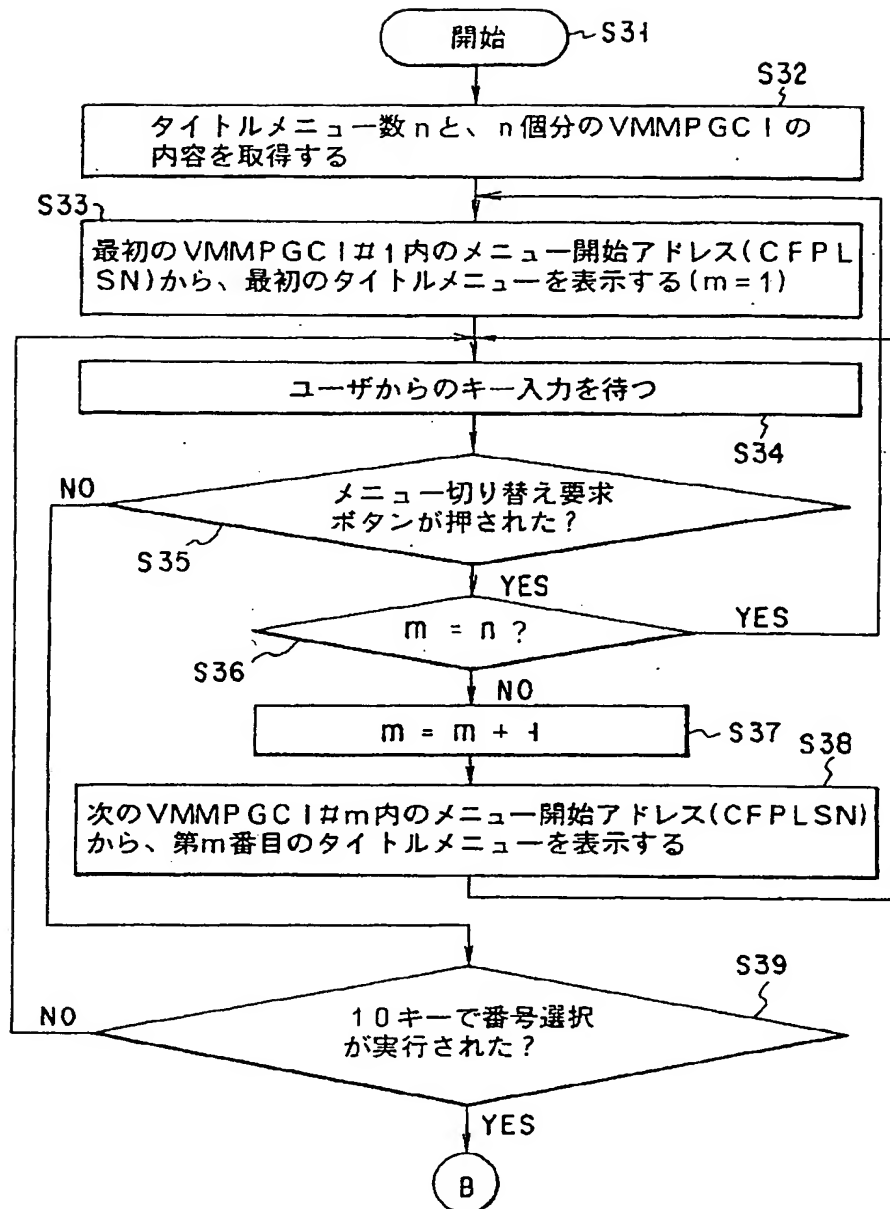 開始
S31
S32
タイトルメニュー数nと、n個分のVMMPGCIの
内容を取得する
S33
最初のVMMPGCI#1内のメニュー開始アドレス(CFPL
SN)から、最初のタイトルメニューを表示する(m=1)
ユーザからのキー入力を待つ
S34
NO
メニュー切り替え要求
ボタンが押された?
S35
YES
m = n ?
YES
S36
NO
m = m + 1
S37
S38
次のVMMPGCI#m内のメニュー開始アドレス(CFPLSN)
から、第m番目のタイトルメニューを表示する
S39
NO
10キーで番号選択
が実行された?
YES
B